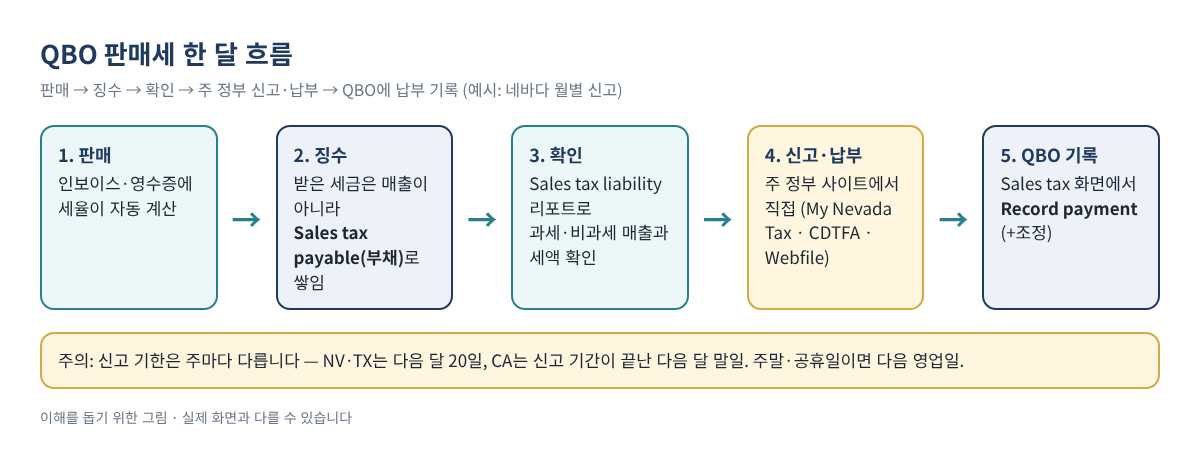 QBO 판매세 한 달 흐름
판매 → 징수 → 확인 → 주 정부 신고·납부 → QBO에 납부 기록 (예시: 네바다 월별 신고)
1. 판매
인보이스·영수증에
세율이 자동 계산
→
2. 징수
받은 세금은 매출이
아니라
Sales tax
payable(부채)로
쌓임
→
3. 확인
Sales tax liability
리포트로
과세·비과세 매출과
세액 확인
→
4. 신고·납부
주 정부 사이트에서
직접 (My Nevada
Tax · CDTFA ·
Webfile)
→
5. QBO 기록
Sales tax 화면에서
Record payment
(+조정)
주의: 신고 기한은 주마다 다릅니다 — NV·TX는 다음 달 20일, CA는 신고 기간이 끝난 다음 달 말일. 주말·공휴일이면 다음 영업일.
이해를 돕기 위한 그림 · 실제 화면과 다를 수 있습니다